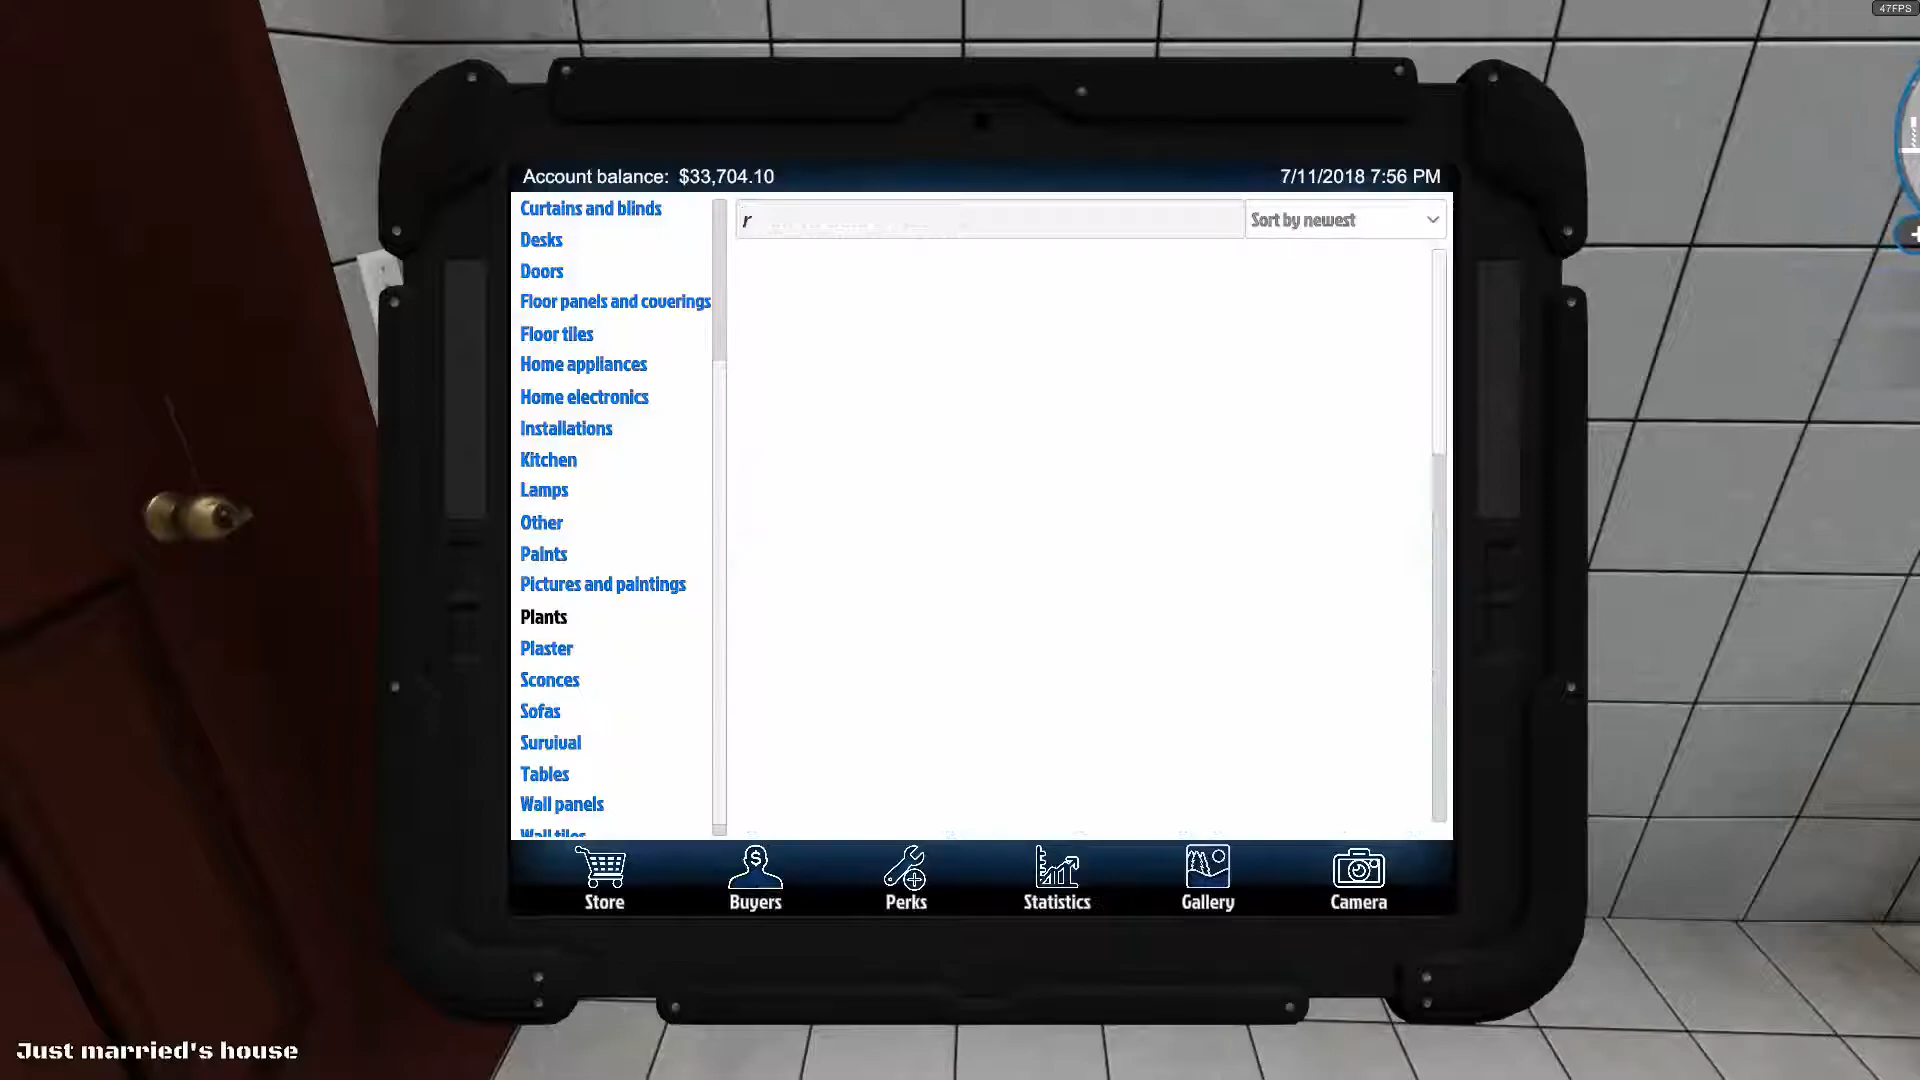 47FPS
Account balance: $33,704.10
7/11/2018 7:56 PM
Curtains and blinds
Desks
Doors
Floor panels and coverings
Floor tiles
Home appliances
Home electronics
Installations
Kitchen
Lamps
Other
Paints
Pictures and paintings
Plants
Plaster
Sconces
Sofas
Survival
Tables
Wall panels
Wall tiles
r
Sort by newest
Store
Buyers
Perks
Statistics
Gallery
Camera
Just married's house